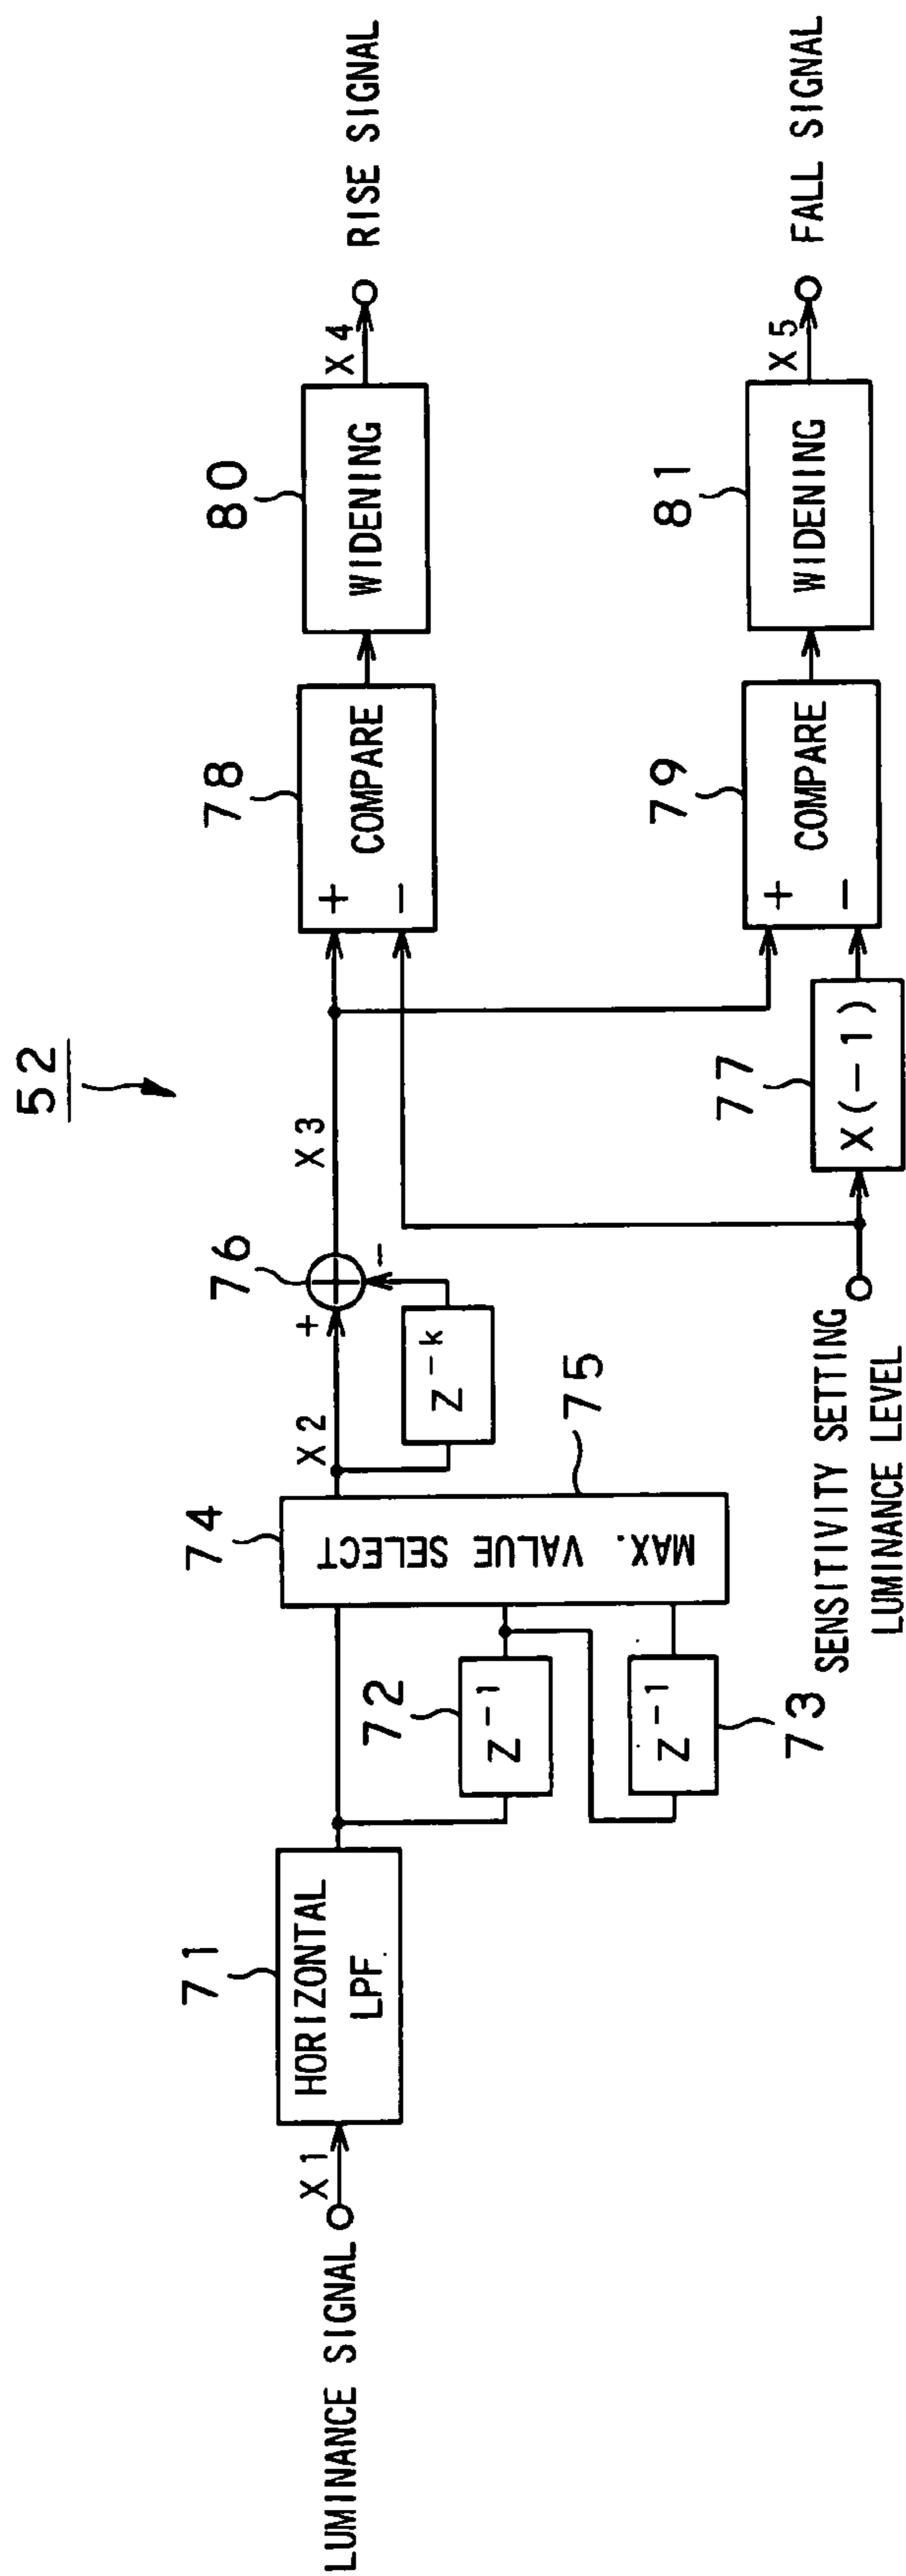 52
LUMINANCE SIGNAL
X1
71
HORIZONTAL
LPF
72
Z⁻¹
73
Z⁻¹
74
MAX. VALUE SELECT
75
X2
Z⁻ᵏ
+
-
76
X3
SENSITIVITY SETTING
LUMINANCE LEVEL
77
X(-1)
78
+
-
COMPARE
80
WIDENING
X4
RISE SIGNAL
79
+
-
COMPARE
81
WIDENING
X5
FALL SIGNAL